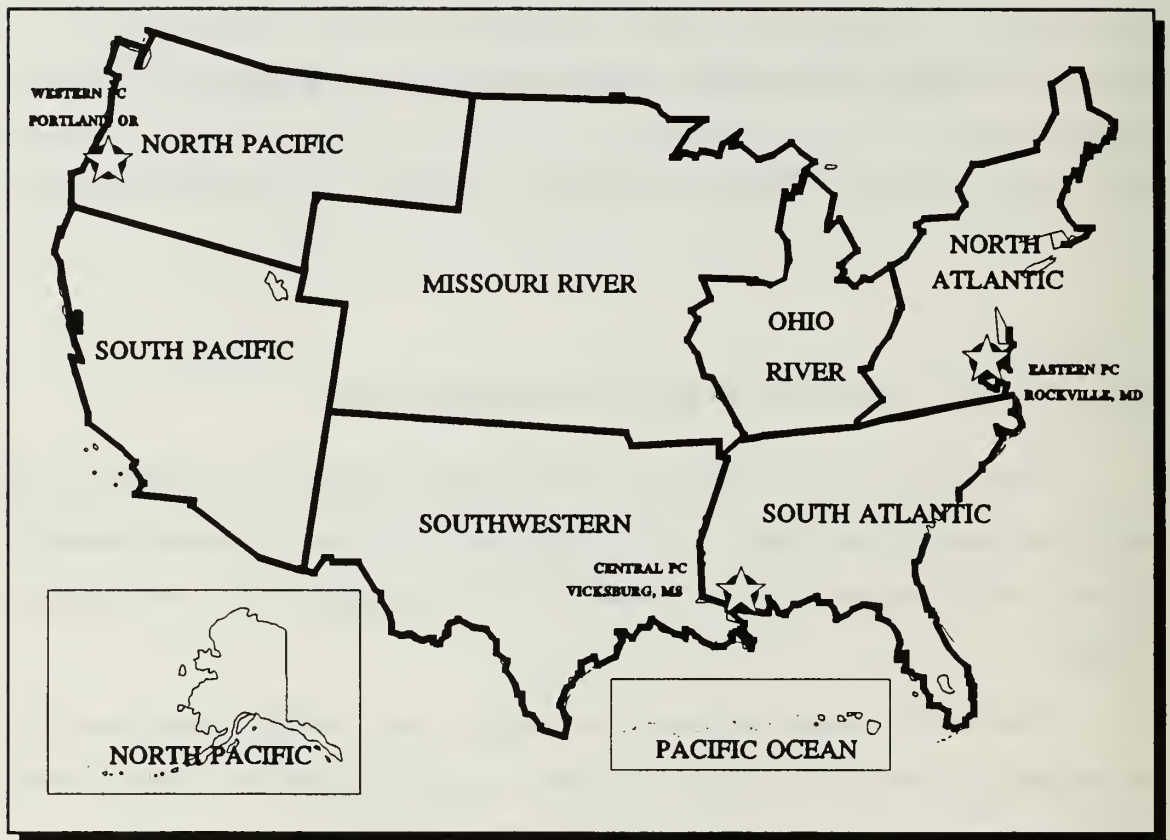 WESTERN PC
PORTLAND OR
NORTH PACIFIC
NORTH
ATLANTIC
MISSOURI RIVER
OHIO
RIVER
SOUTH PACIFIC
EASTERN PC
ROCKVILLE, MD
SOUTHWESTERN
SOUTH ATLANTIC
CENTRAL PC
VICKSBURG, MS
NORTH PACIFIC
PACIFIC OCEAN